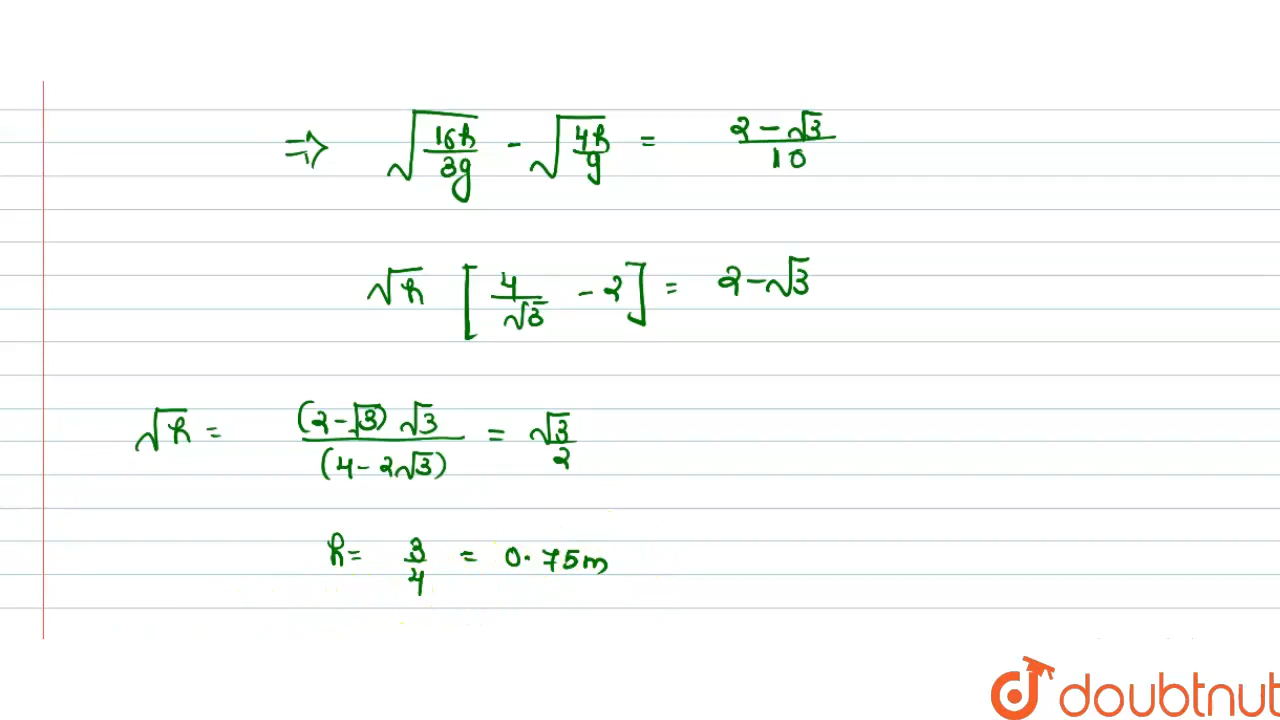 ⇒ √(16h/3g) - √(4h/g) = (2-√3)/10
√h [4/√3 - 2] = 2-√3
√h = (2-√3)√3/(4-2√3) = √3/2
h = 3/4 = 0.75m
doubtnut